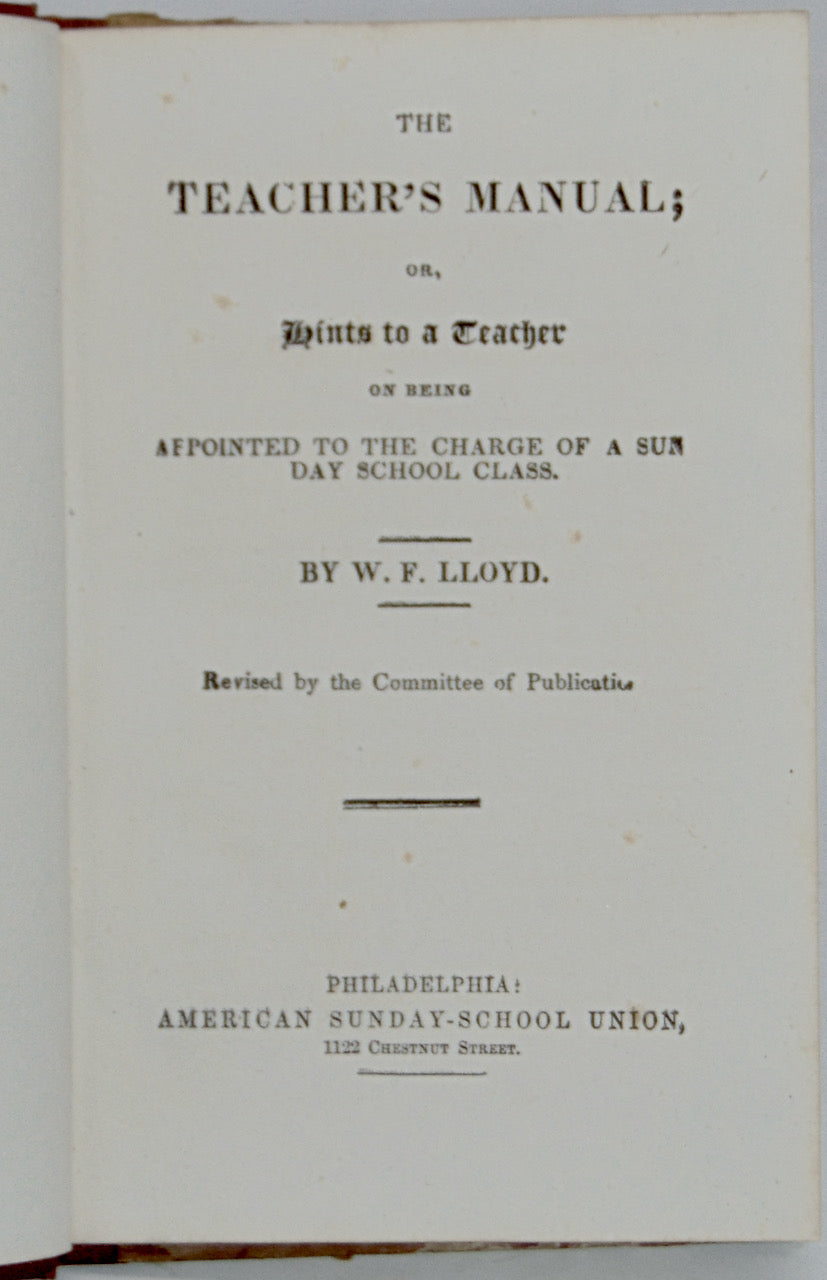 THE
TEACHER'S MANUAL;
OR,
Hints to a Teacher
ON BEING
APPOINTED TO THE CHARGE OF A SUN
DAY SCHOOL CLASS.
BY W. F. LLOYD.
Revised by the Committee of Publicatio
PHILADELPHIA:
AMERICAN SUNDAY-SCHOOL UNION,
1122 CHESTNUT STREET.